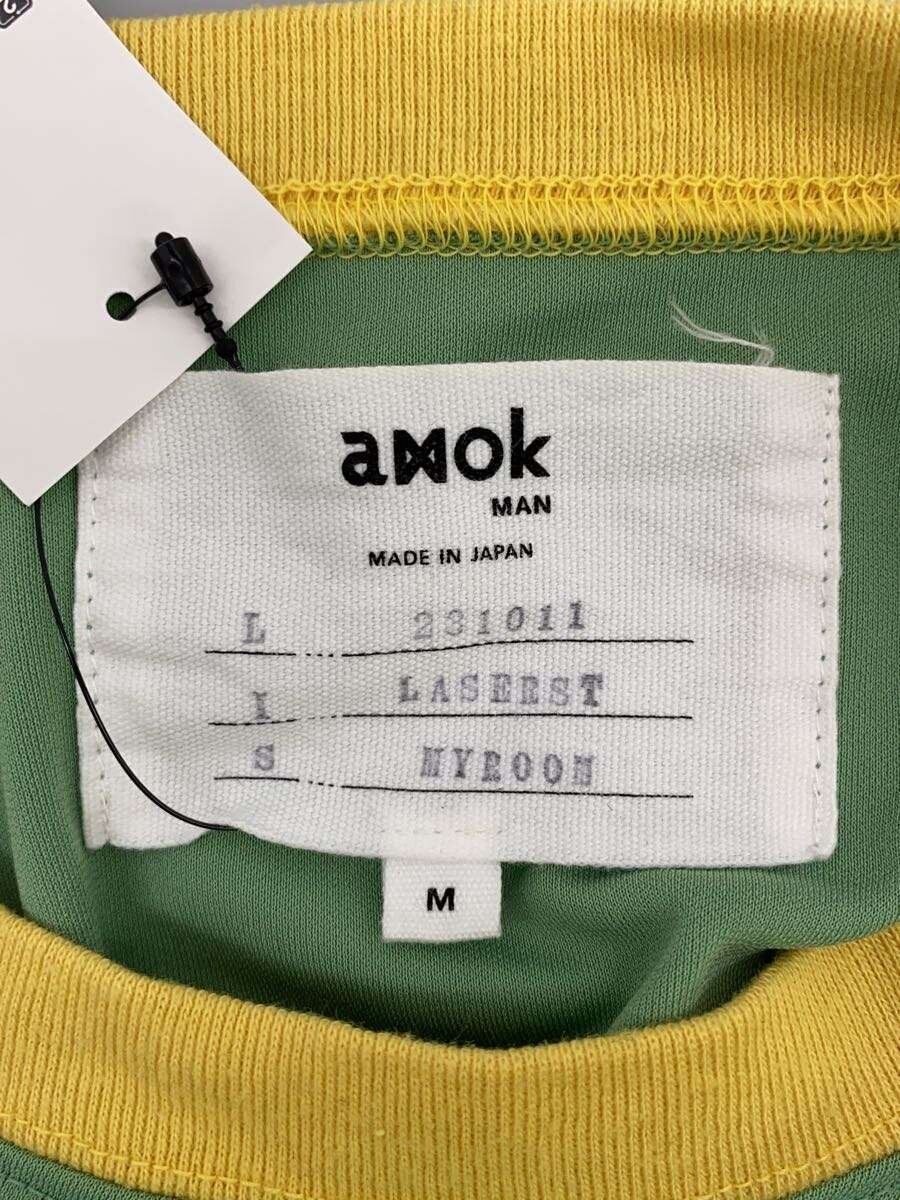 amok
MAN
MADE IN JAPAN
L 231011
I LASERST
S MYROOM
M